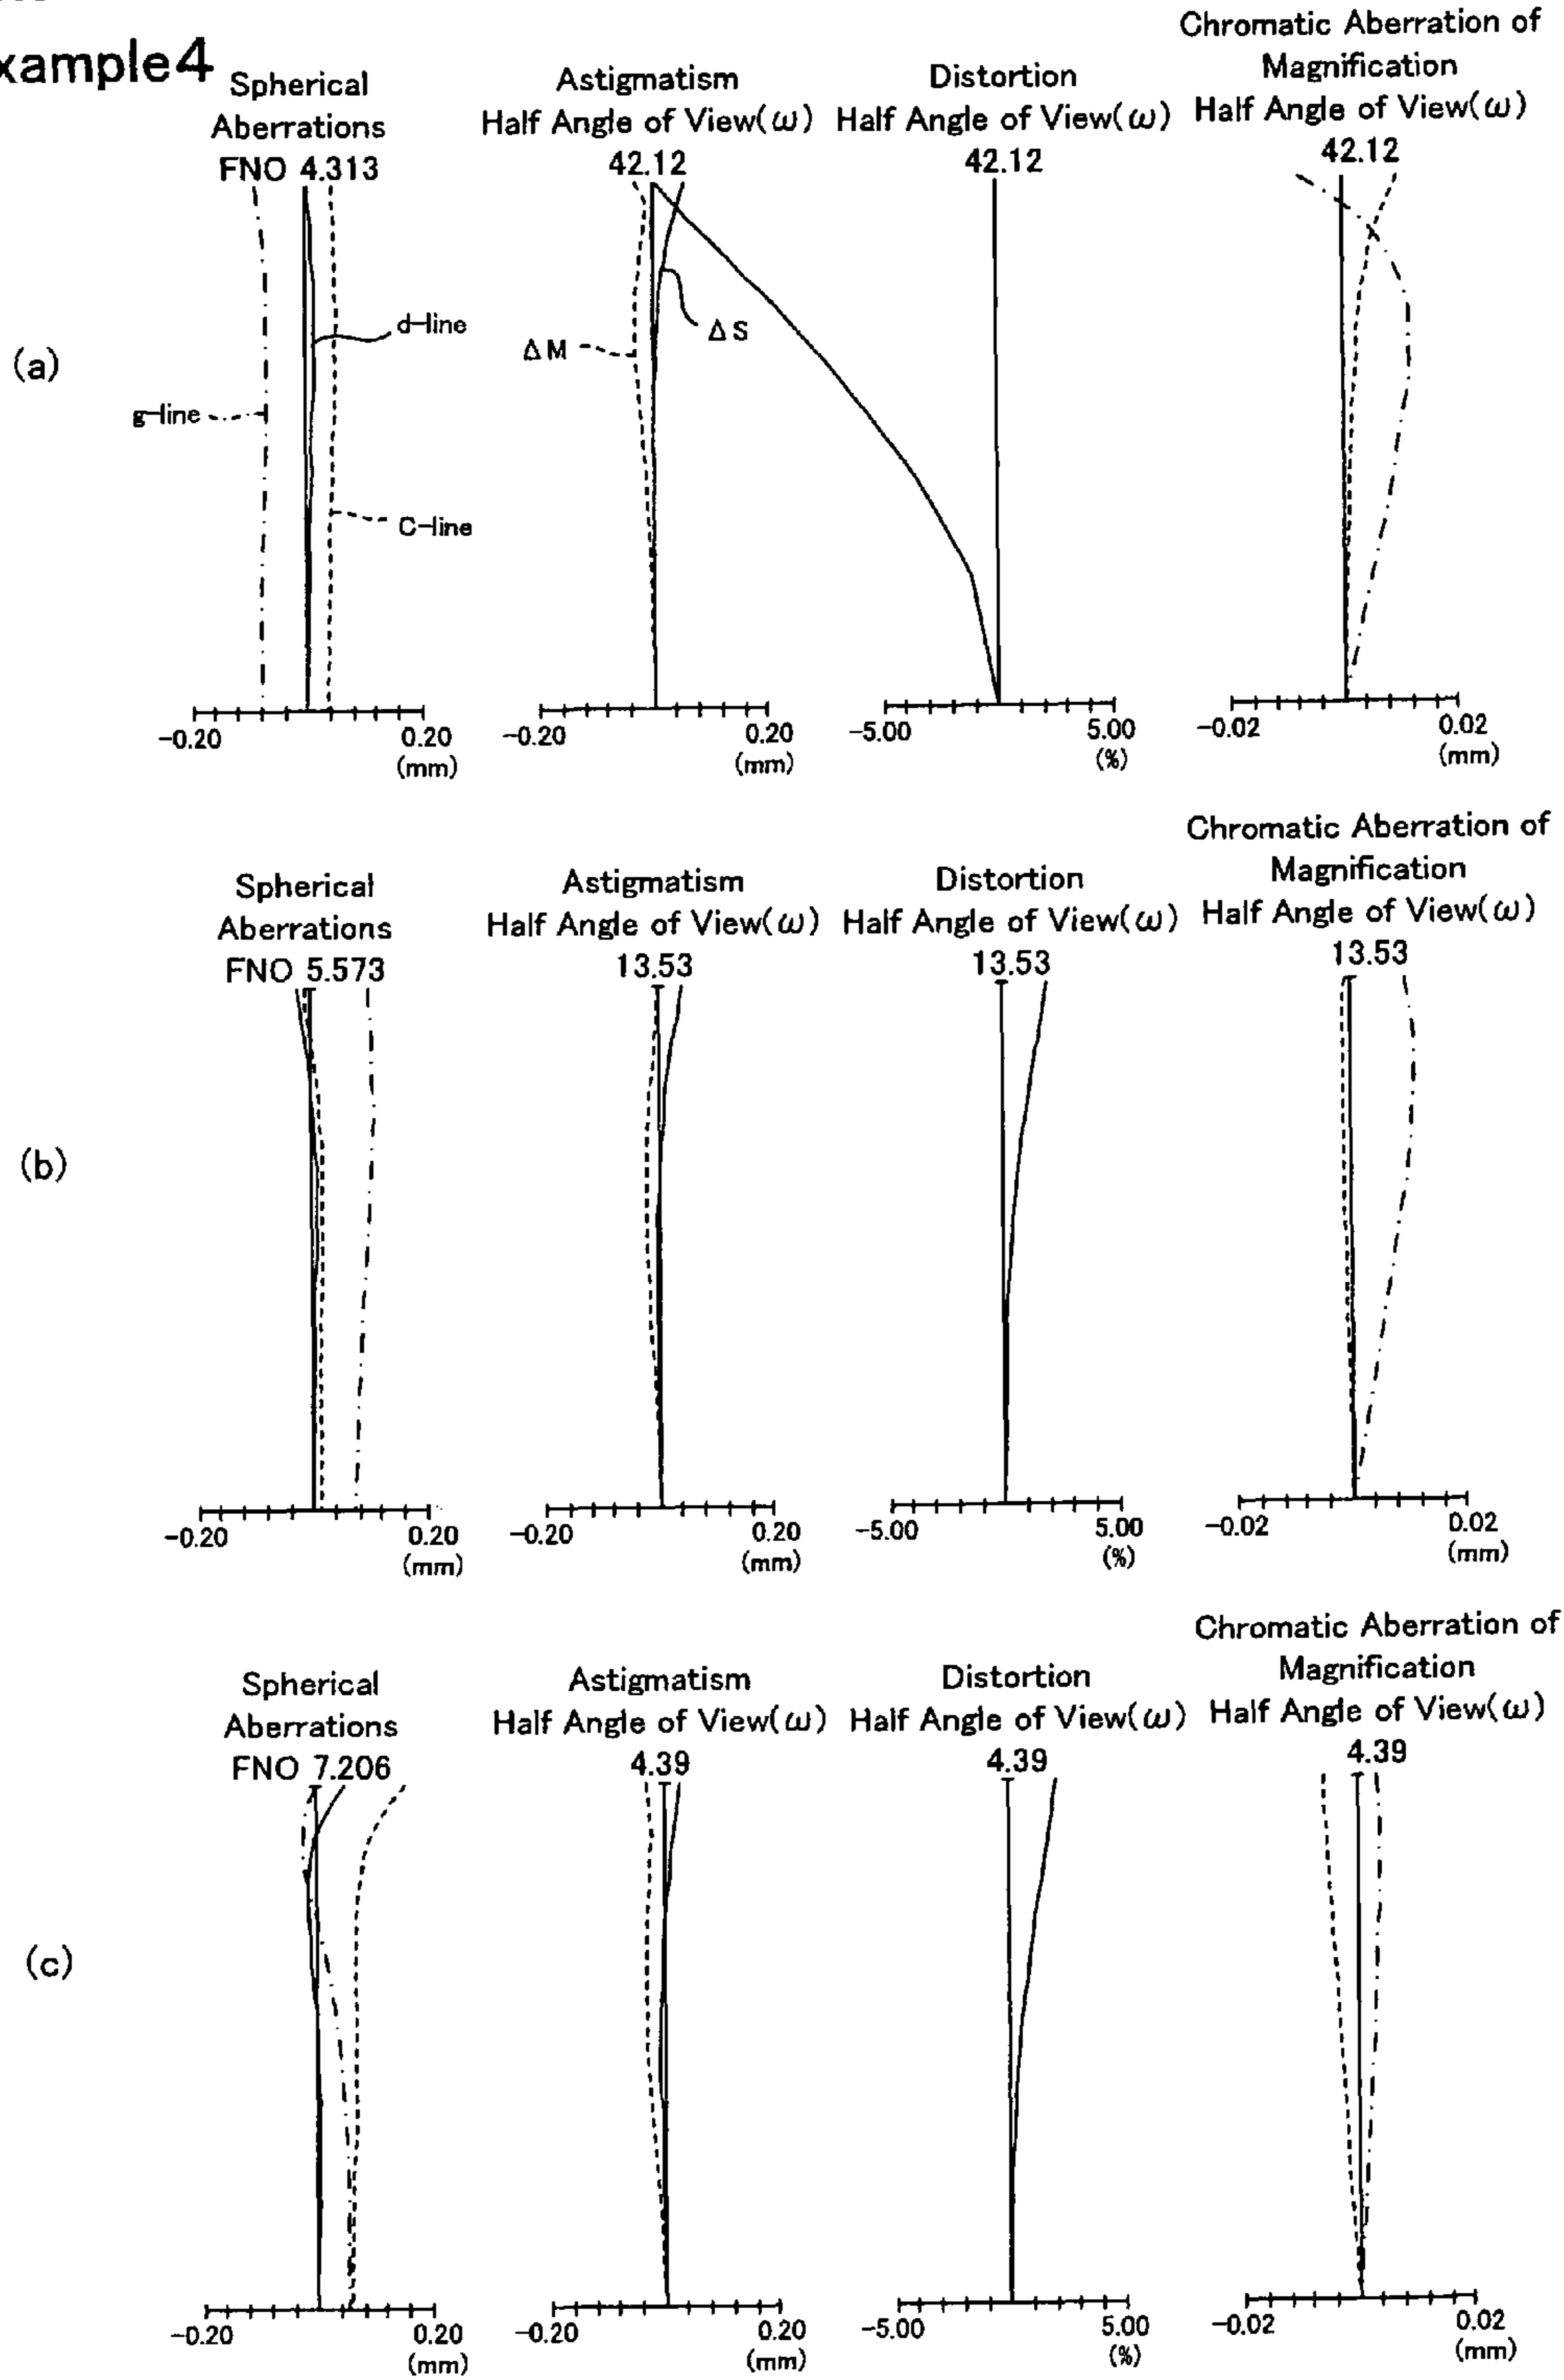 xample4
Spherical
Aberrations
FNO 4.313
Astigmatism
Half Angle of View(ω)
42.12
Distortion
Half Angle of View(ω)
42.12
Chromatic Aberration of
Magnification
Half Angle of View(ω)
42.12
(a)
d-line
g-line
C-line
ΔM
ΔS
-0.20
0.20
(mm)
-0.20
0.20
(mm)
-5.00
5.00
(%)
-0.02
0.02
(mm)
Spherical
Aberrations
FNO 5.573
Astigmatism
Half Angle of View(ω)
13.53
Distortion
Half Angle of View(ω)
13.53
Chromatic Aberration of
Magnification
Half Angle of View(ω)
13.53
(b)
-0.20
0.20
(mm)
-0.20
0.20
(mm)
-5.00
5.00
(%)
-0.02
0.02
(mm)
Spherical
Aberrations
FNO 7.206
Astigmatism
Half Angle of View(ω)
4.39
Distortion
Half Angle of View(ω)
4.39
Chromatic Aberration of
Magnification
Half Angle of View(ω)
4.39
(c)
-0.20
0.20
(mm)
-0.20
0.20
(mm)
-5.00
5.00
(%)
-0.02
0.02
(mm)